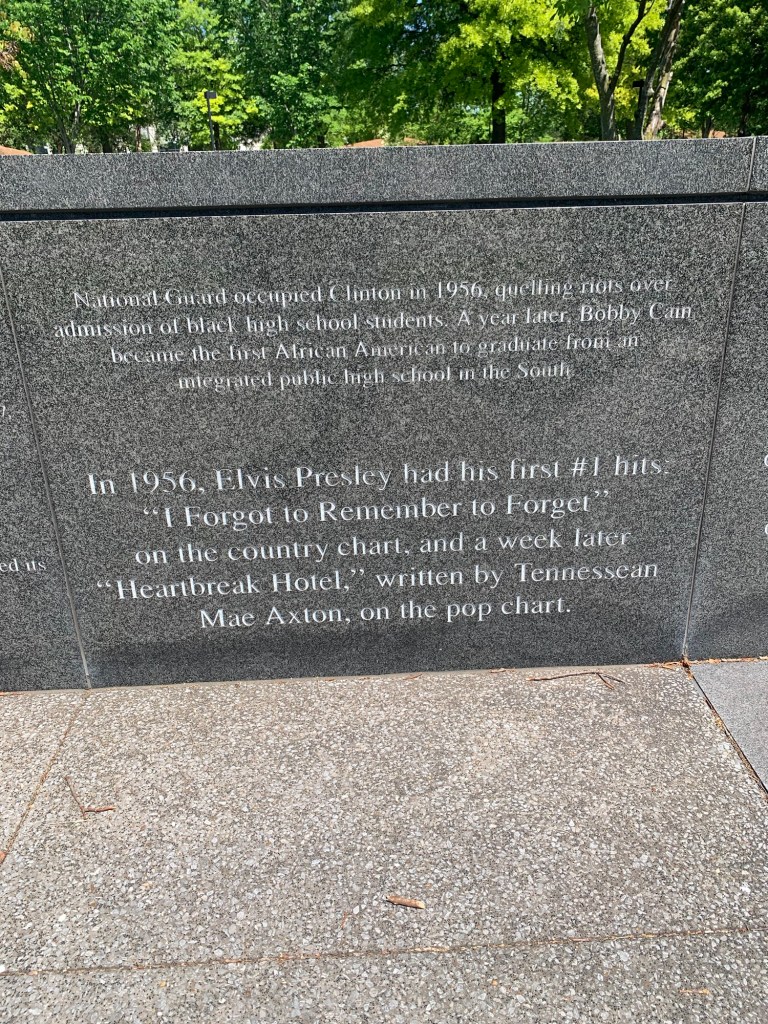 National Guard occupied Clinton in 1956, quelling riots over
admission of black high school students. A year later, Bobby Cain
became the first African American to graduate from an
integrated public high school in the South.
In 1956, Elvis Presley had his first #1 hits:
“I Forgot to Remember to Forget”
on the country chart, and a week later
“Heartbreak Hotel,” written by Tennessean
Mae Axton, on the pop chart.
ed its